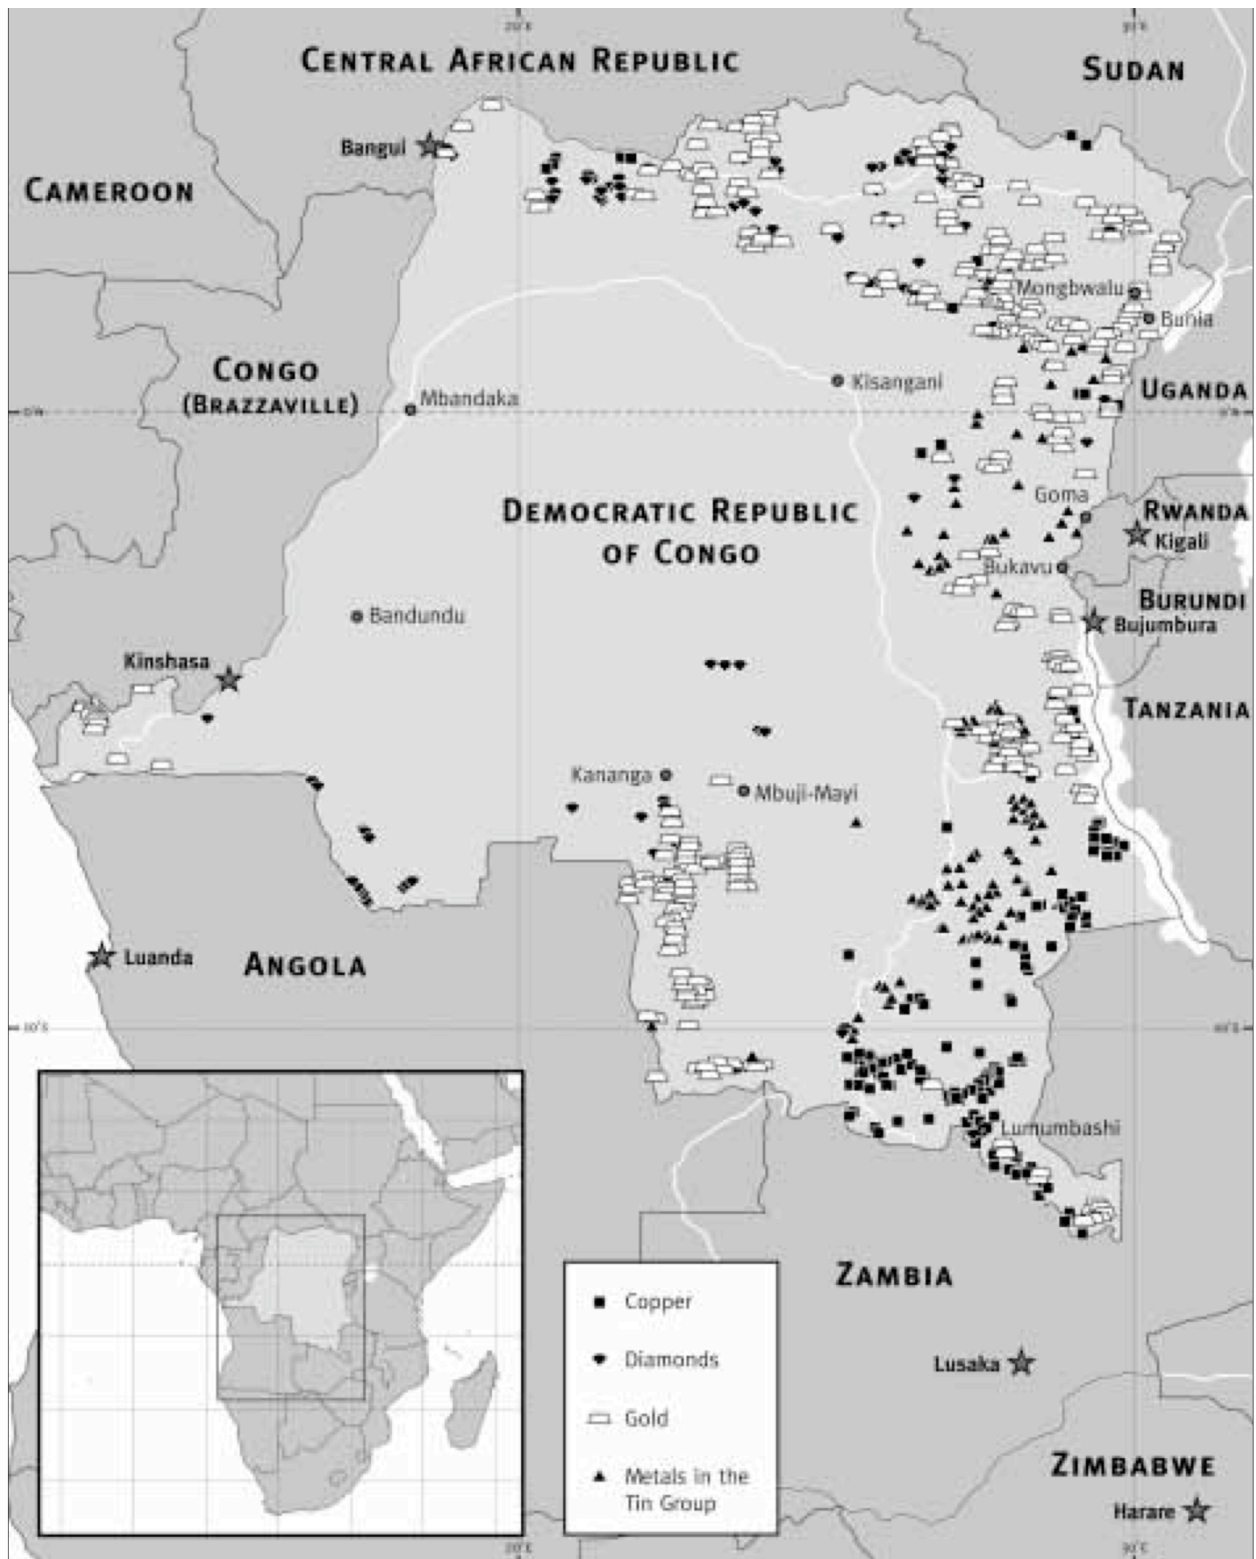 20°E
CENTRAL AFRICAN REPUBLIC
SUDAN
Bangui
CAMEROON
Mongbwalu
Bunia
CONGO
(BRAZZAVILLE)
Mbandaka
Kisangani
UGANDA
DEMOCRATIC REPUBLIC
OF CONGO
Goma
RWANDA
Kigali
Bukavu
BURUNDI
Bujumbura
Bandundu
Kinshasa
TANZANIA
Kananga
Mbuji-Mayi
Luanda
ANGOLA
Lumumbashi
ZAMBIA
Copper
Diamonds
Lusaka
Gold
Metals in the
Tin Group
ZIMBABWE
Harare
20°E